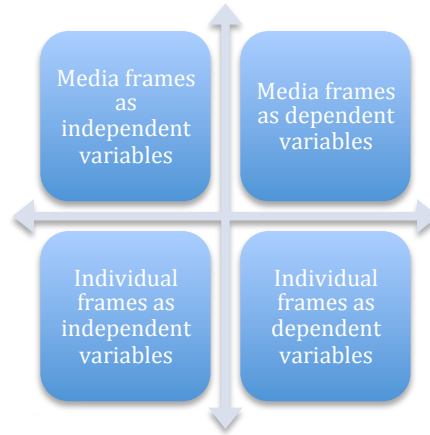 Media frames
as
independent
variables
Media frames
as dependent
variables
Individual
frames as
independent
variables
Individual
frames as
dependent
variables